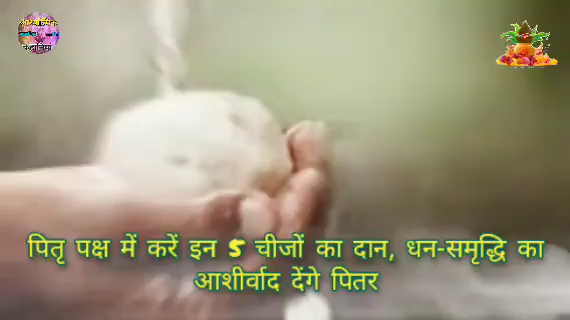 पितृ पक्ष में करें इन 5 चीजों का दान, धन-समृद्धि का
आशीर्वाद देंगे पितर